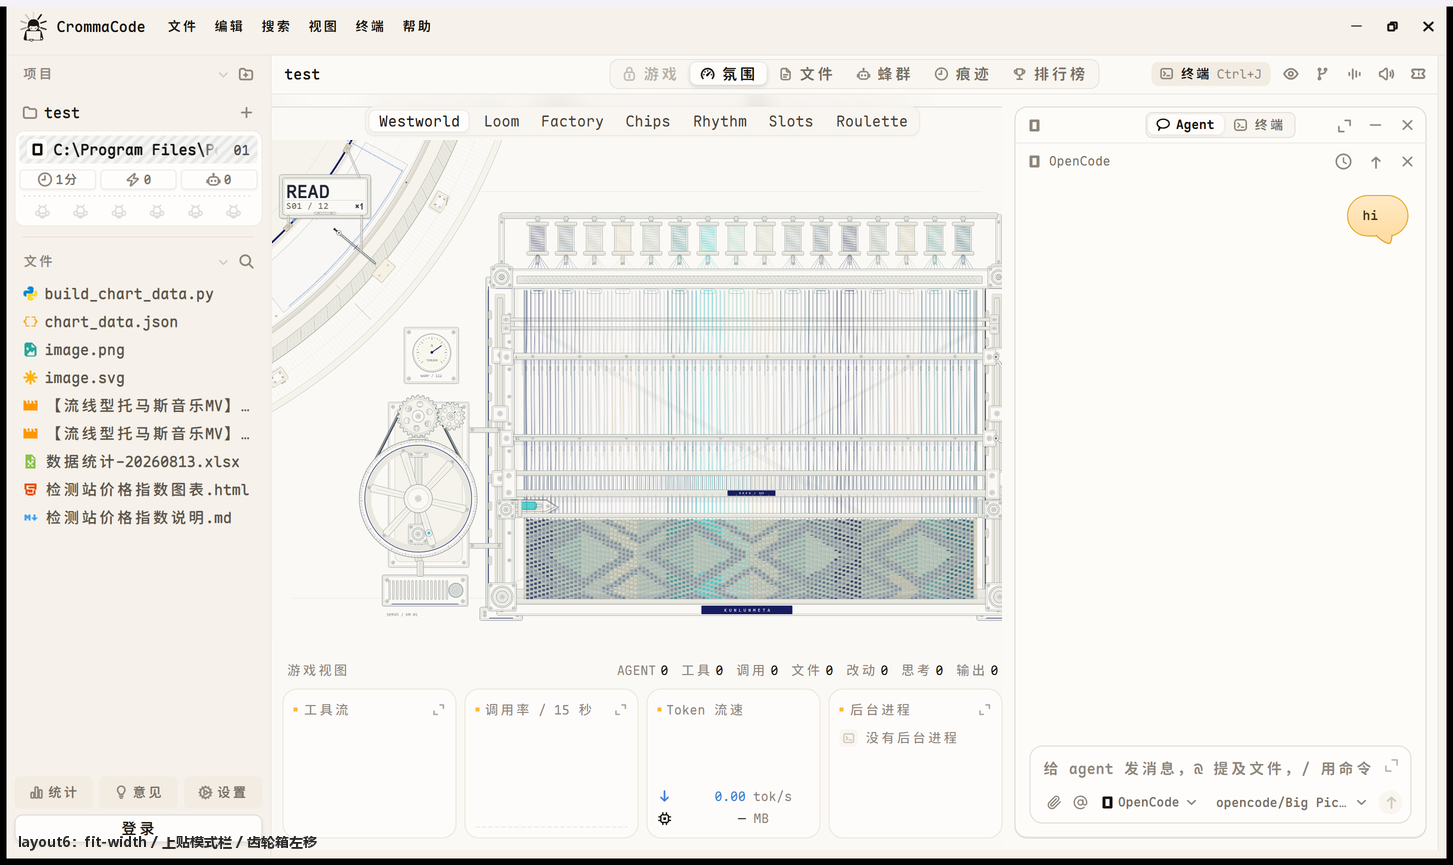 CrommaCode 文件 编辑 搜索 视图 终端 帮助
项目
test
C:\Program Files\P 01
1分 0 0
文件
build_chart_data.py
chart_data.json
image.png
image.svg
【流线型托马斯音乐MV】…
【流线型托马斯音乐MV】…
数据统计-20260813.xlsx
检测站价格指数图表.html
检测站价格指数说明.md
统计 意见 设置
登录
layout6: fit-width / 上贴模式栏 / 齿轮箱左移
test 游戏 氛围 文件 蜂群 痕迹 排行榜 终端 Ctrl+J
Westworld Loom Factory Chips Rhythm Slots Roulette
READ
S01 / 12 ×1
KUNLUNMETA
游戏视图 AGENT 0 工具 0 调用 0 文件 0 改动 0 思考 0 输出 0
工具流
调用率 / 15 秒
Token 流速
0.00 tok/s
— MB
后台进程
没有后台进程
Agent 终端
OpenCode
hi
给 agent 发消息，@ 提及文件，/ 用命令
OpenCode opencode/Big Pic…